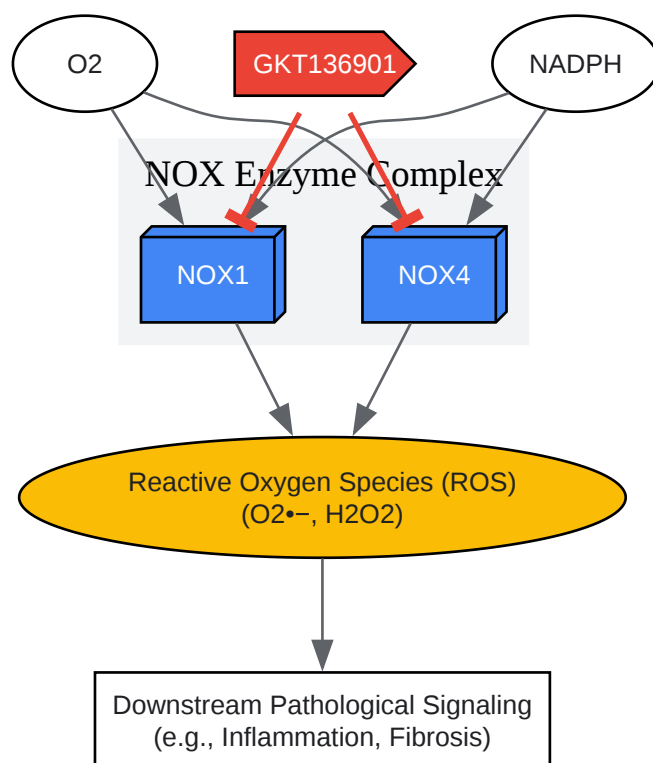 O2
GKT136901
NADPH
NOX Enzyme Complex
NOX1
NOX4
Reactive Oxygen Species (ROS)
(O2•−, H2O2)
Downstream Pathological Signaling
(e.g., Inflammation, Fibrosis)